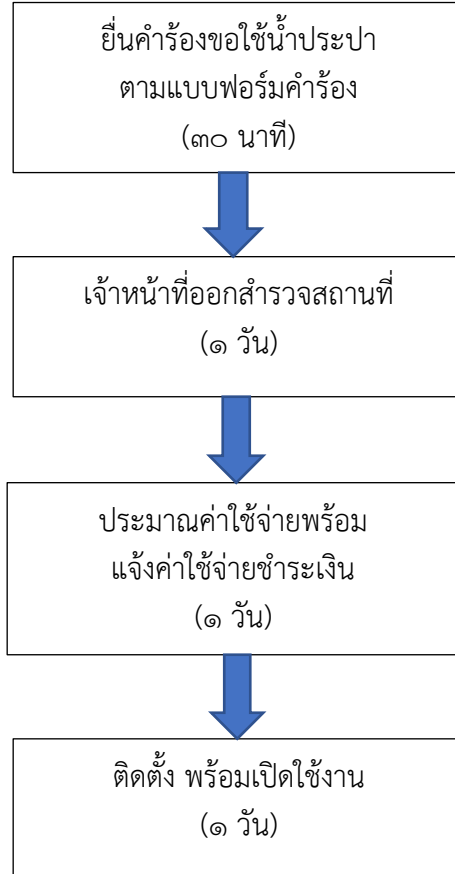 ยื่นคำร้องขอใช้น้ำประปา
ตามแบบฟอร์มคำร้อง
(๓๐ นาที)
เจ้าหน้าที่ออกสำรวจสถานที่
(๑ วัน)
ประมาณค่าใช้จ่ายพร้อม
แจ้งค่าใช้จ่ายชำระเงิน
(๑ วัน)
ติดตั้ง พร้อมเปิดใช้งาน
(๑ วัน)